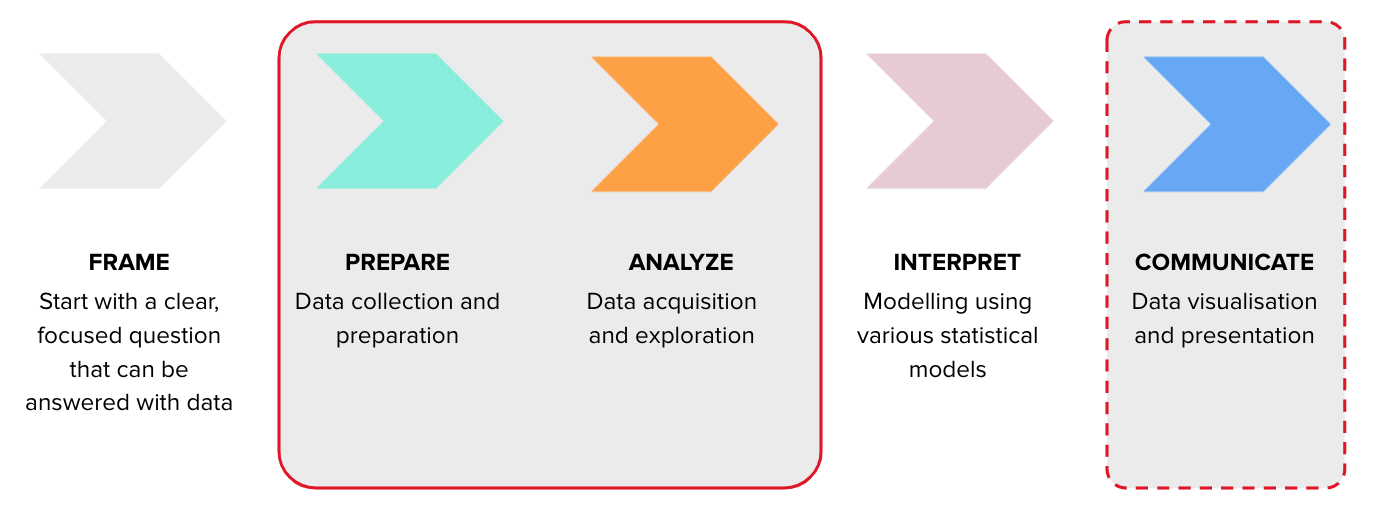 FRAME
Start with a clear,
focused question
that can be
answered with data
PREPARE
Data collection and
preparation
ANALYZE
Data acquisition
and exploration
INTERPRET
Modelling using
various statistical
models
COMMUNICATE
Data visualisation
and presentation